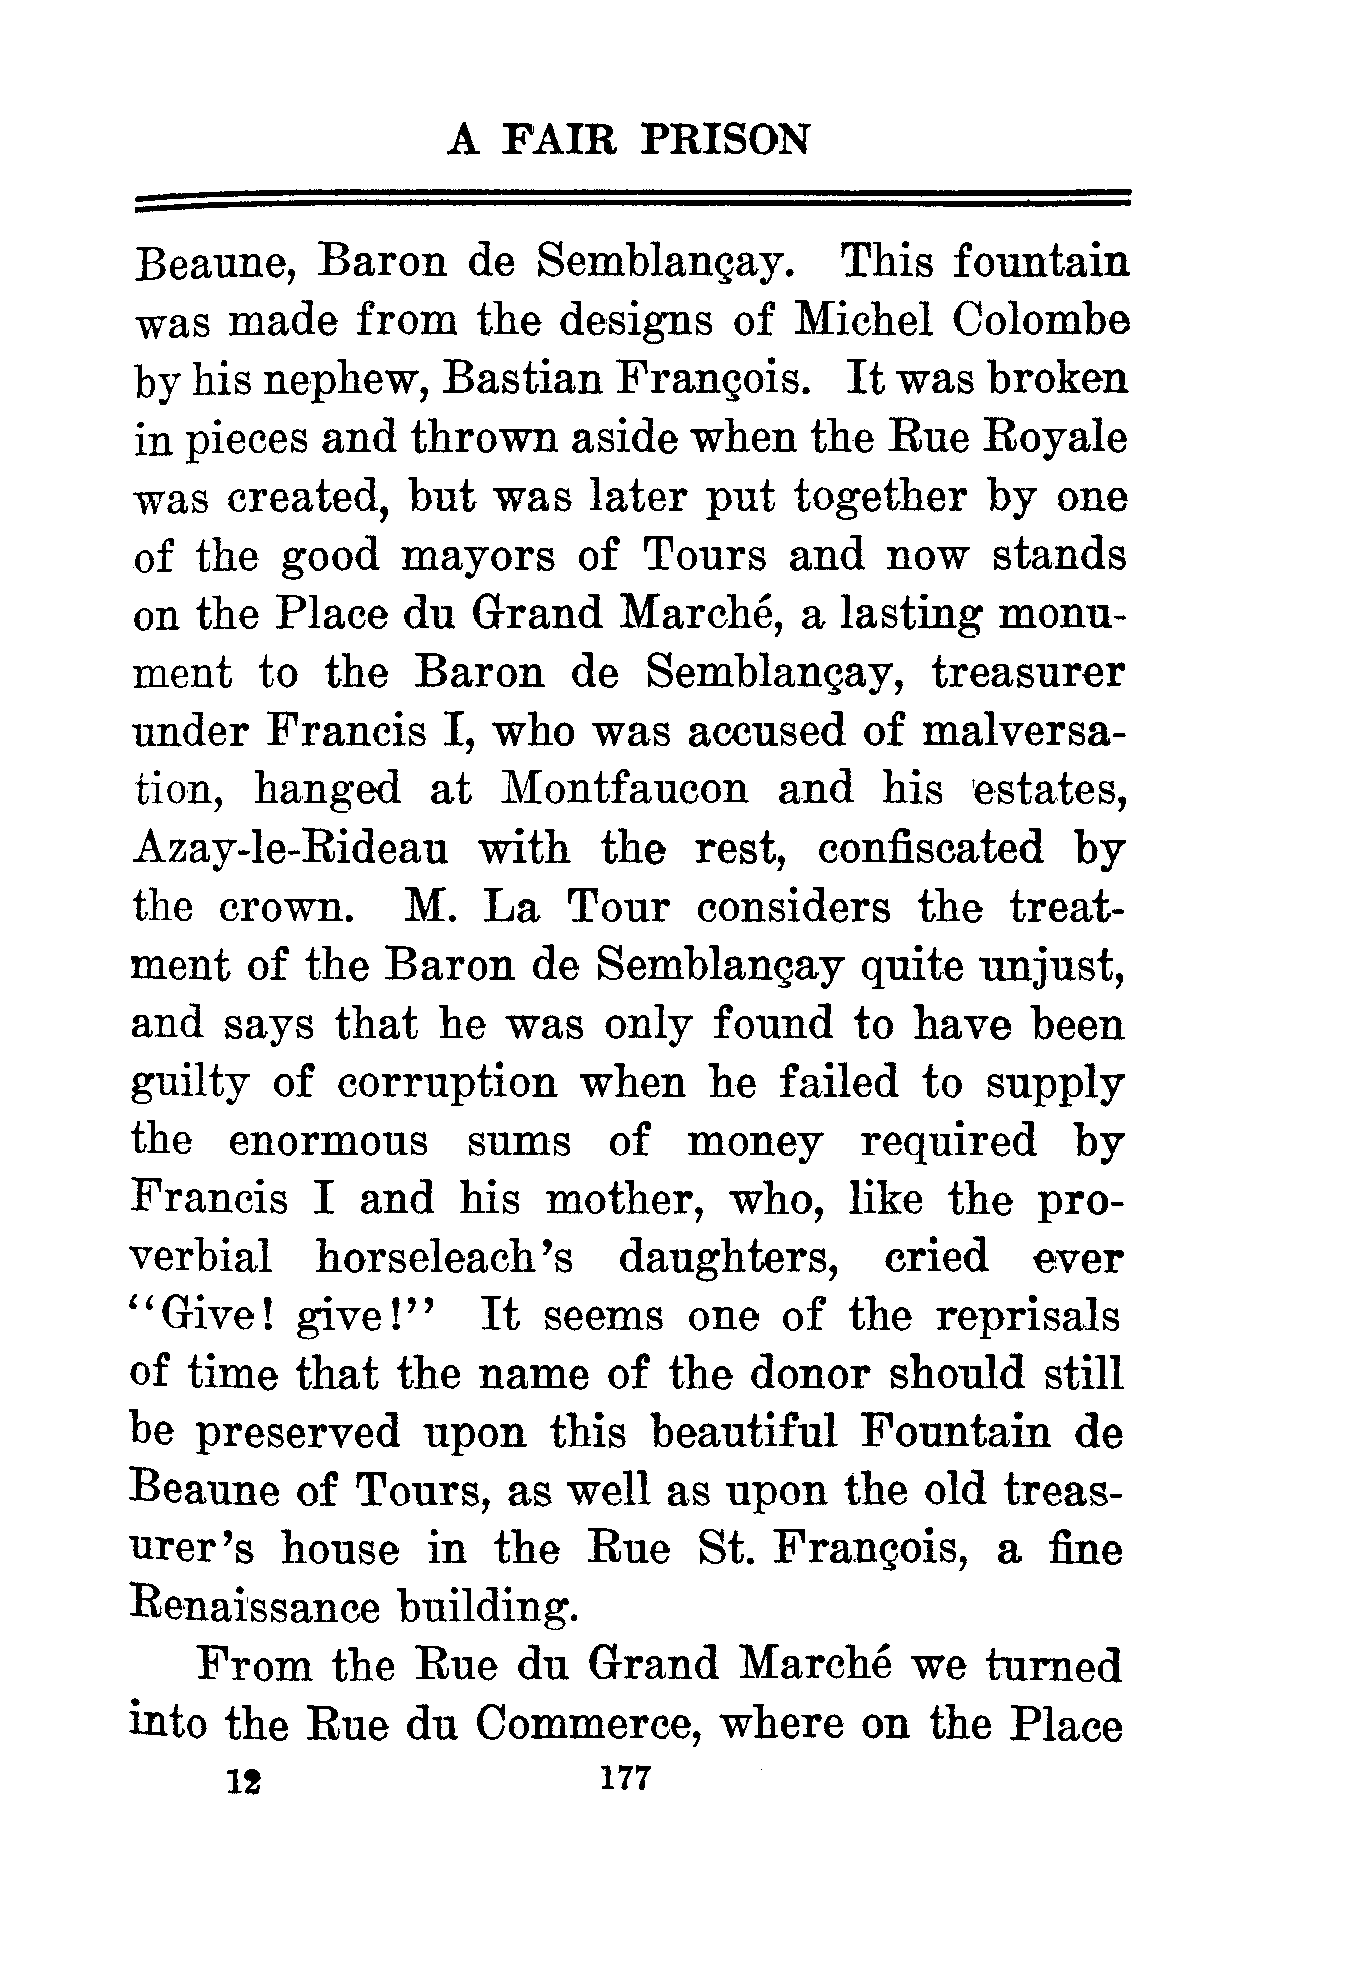 A FAIR PRISON
Beaune, Baron de Semblançay. This fountain
was made from the designs of Michel Colombe
by his nephew, Bastian François. It was broken
in pieces and thrown aside when the Rue Royale
was created, but was later put together by one
of the good mayors of Tours and now stands
on the Place du Grand Marché, a lasting monu-
ment to the Baron de Semblançay, treasurer
under Francis I, who was accused of malversa-
tion, hanged at Montfaucon and his estates,
Azay-le-Rideau with the rest, confiscated by
the crown. M. La Tour considers the treat-
ment of the Baron de Semblançay quite unjust,
and says that he was only found to have been
guilty of corruption when he failed to supply
the enormous sums of money required by
Francis I and his mother, who, like the pro-
verbial horseleach's daughters, cried ever
"Give! give!" It seems one of the reprisals
of time that the name of the donor should still
be preserved upon this beautiful Fountain de
Beaune of Tours, as well as upon the old treas-
urer's house in the Rue St. François, a fine
Renaissance building.
From the Rue du Grand Marché we turned
into the Rue du Commerce, where on the Place
12 177